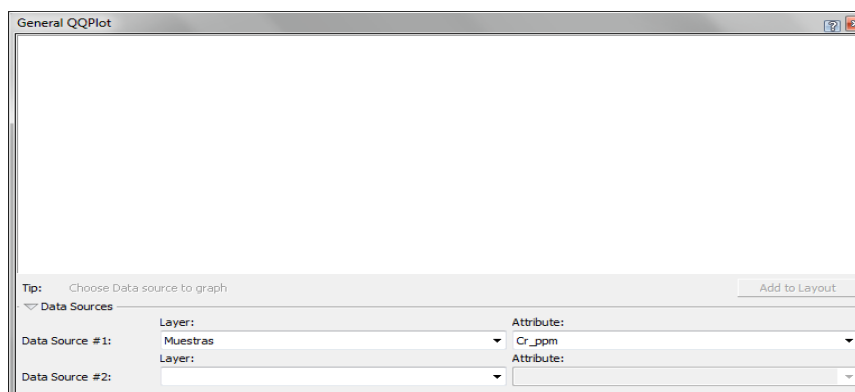 General QQPlot
Tip: Choose Data source to graph Add to Layout
Data Sources
Layer: Attribute:
Data Source #1: Muestras Cr_ppm
Layer: Attribute:
Data Source #2: